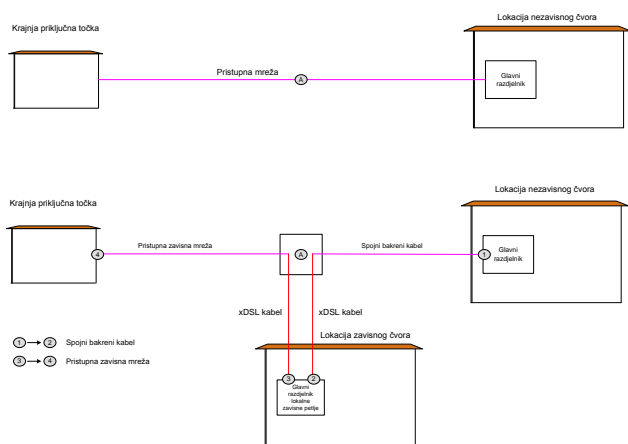 Lokacija nezavisnog čvora
Krajnja priključna točka
Pristupna mreža
A
Glavni
razdjelnik
Lokacija nezavisnog čvora
Krajnja priključna točka
Pristupna zavisna mreža
Spojni bakreni kabel
4
A
1
Glavni
razdjelnik
xDSL kabel
xDSL kabel
Lokacija zavisnog čvora
1
2
Spojni bakreni kabel
3
4
Pristupna zavisna mreža
3
2
Glavni
razdjelnik
lokalne
zavisne petlje